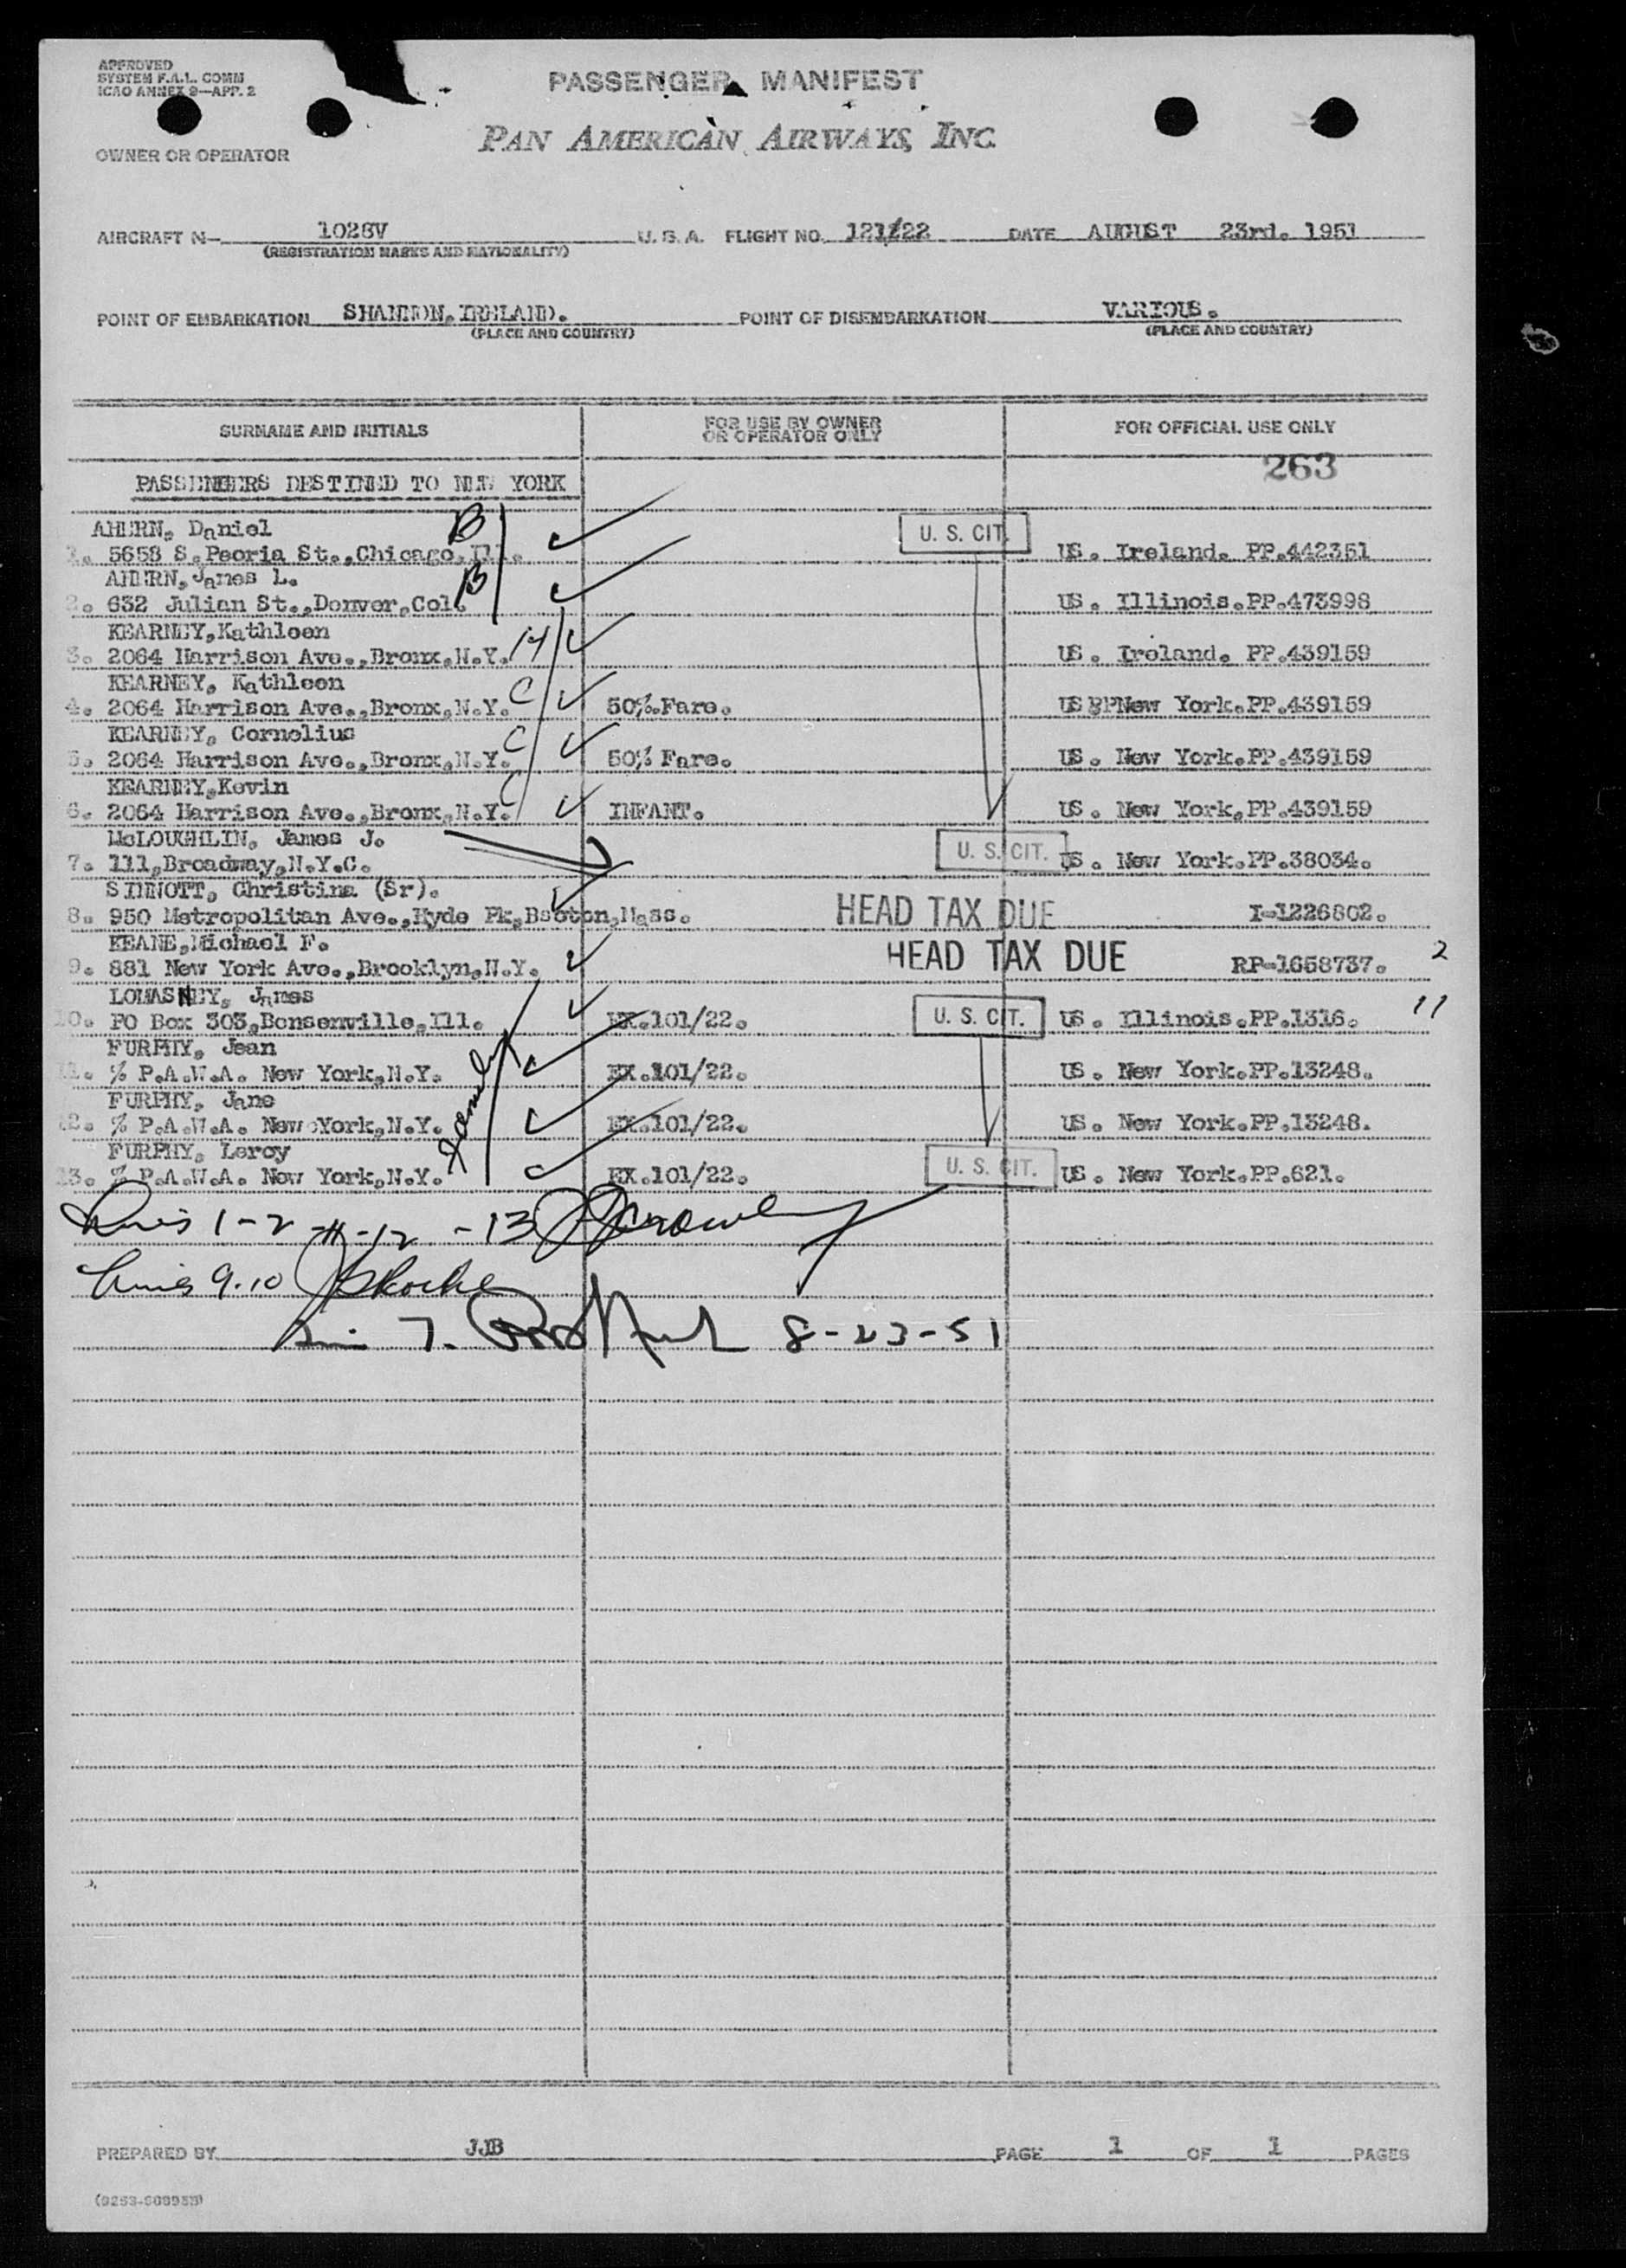 APPROVED
SYSTEM F.A.L. COMM
ICAO ANNEX 9—APP. 2
PASSENGER MANIFEST
PAN AMERICAN AIRWAYS, INC.
OWNER OR OPERATOR
AIRCRAFT N— 1028V U. S. A. FLIGHT NO. 121/22 DATE AUGUST 23rd. 1951
(REGISTRATION MARKS AND NATIONALITY)
POINT OF EMBARKATION SHANNON, IRELAND. POINT OF DISEMBARKATION VARIOUS.
(PLACE AND COUNTRY) (PLACE AND COUNTRY)
SURNAME AND INITIALS FOR USE BY OWNER OR OPERATOR ONLY FOR OFFICIAL USE ONLY
263
PASSENGERS DESTINED TO NEW YORK
AHERN, Daniel B U. S. CIT.
1. 5658 S.Peoria St.,Chicago,Il. US. Ireland. PP.442351
AHERN, James L. B
2. 632 Julian St.,Denver,Col. US. Illinois.PP.473998
KEARNEY,Kathleen
3. 2064 Harrison Ave.,Bronx,N.Y. H US. Ireland. PP.439159
KEARNEY, Kathleen
4. 2064 Harrison Ave.,Bronx,N.Y. C 50%.Fare. New York.PP.439159
KEARNEY, Cornelius
5. 2064 Harrison Ave.,Bronx,N.Y. C 50% Fare. US. New York.PP.439159
KEARNEY,Kevin
6. 2064 Harrison Ave.,Bronx,N.Y. C INFANT. US. New York,PP.439159
McLOUGHLIN, James J.
7. 111,Broadway,N.Y.C. U. S. CIT. US. New York.PP.38034.
SINNOTT, Christina (Sr).
8. 950 Metropolitan Ave.,Hyde Pk,Boston,Mass. HEAD TAX DUE I-1226802.
KEANE,Michael F.
9. 881 New York Ave.,Brooklyn,N.Y. HEAD TAX DUE RP-1658737. 2
LOMASNEY, James
10. PO Box 303,Bensenville,Ill. EX.101/22. U. S. CIT. US. Illinois.PP.1316. 11
FURPHY, Jean
11. % P.A.W.A. New York,N.Y. EX.101/22. US. New York.PP.13248.
FURPHY, Jane
12. % P.A.W.A. New York,N.Y. EX.101/22. US. New York.PP.13248.
FURPHY, Leroy
13. % P.A.W.A. New York,N.Y. EX.101/22. U. S. CIT. US. New York.PP.621.
1-2-11-12-13
9.10
7. 8-23-51
PREPARED BY JJB PAGE 1 OF 1 PAGES